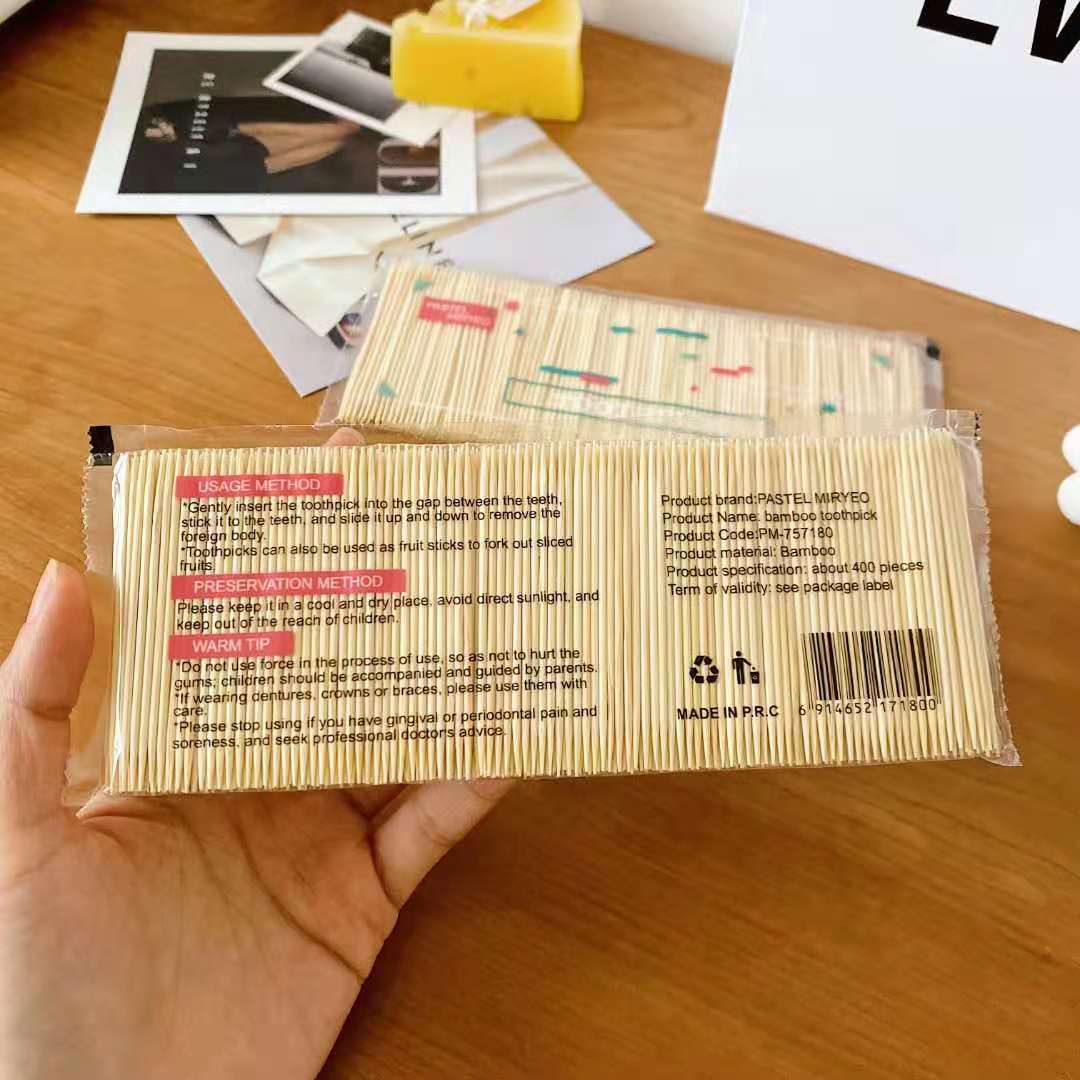 PASTEL
MIRYEO
USAGE METHOD
*Gently insert the toothpick into the gap between the teeth,
stick it to the teeth, and slide it up and down to remove the
foreign body.
*Toothpicks can also be used as fruit sticks to fork out sliced
fruits.
PRESERVATION METHOD
Please keep it in a cool and dry place, avoid direct sunlight, and
keep out of the reach of children.
WARM TIP
*Do not use force in the process of use, so as not to hurt the
gums; children should be accompanied and guided by parents.
*If wearing dentures, crowns or braces, please use them with
care.
*Please stop using if you have gingival or periodontal pain and
soreness, and seek professional doctors advice.
Product brand:PASTEL MIRYEO
Product Name: bamboo toothpick
Product Code:PM-757180
Product material: Bamboo
Product specification: about 400 pieces
Term of validity: see package label
MADE IN P.R.C
6 914652 171800